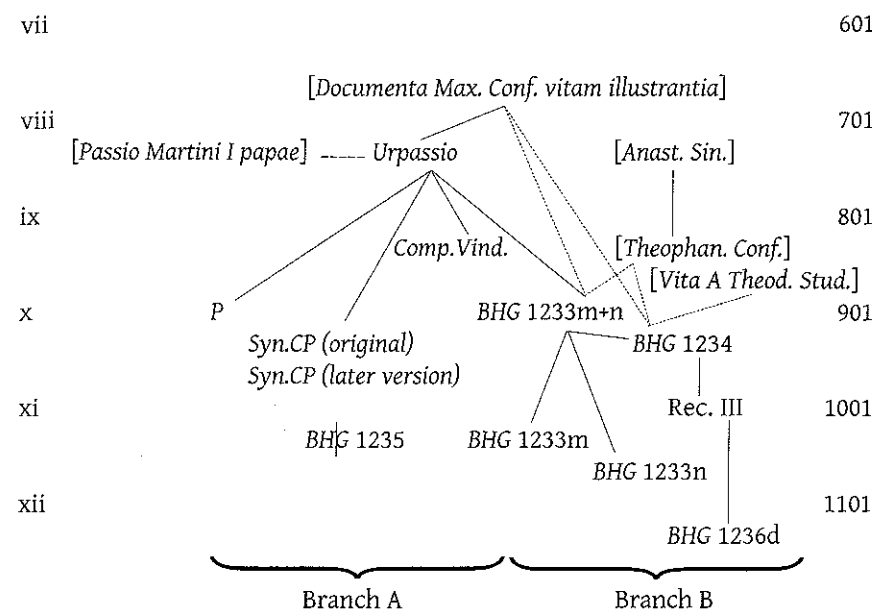 vii 601
[Documenta Max. Conf. vitam illustrantia]
viii 701
[Passio Martini I papae] Urpassio [Anast. Sin.]
ix 801
Comp.Vind. [Theophan. Conf.]
[Vita A Theod. Stud.]
x P BHG 1233m+n 901
Syn.CP (original) BHG 1234
Syn.CP (later version)
xi Rec. III 1001
BHG 1235 BHG 1233m
BHG 1233n
xii 1101
BHG 1236d
Branch A Branch B